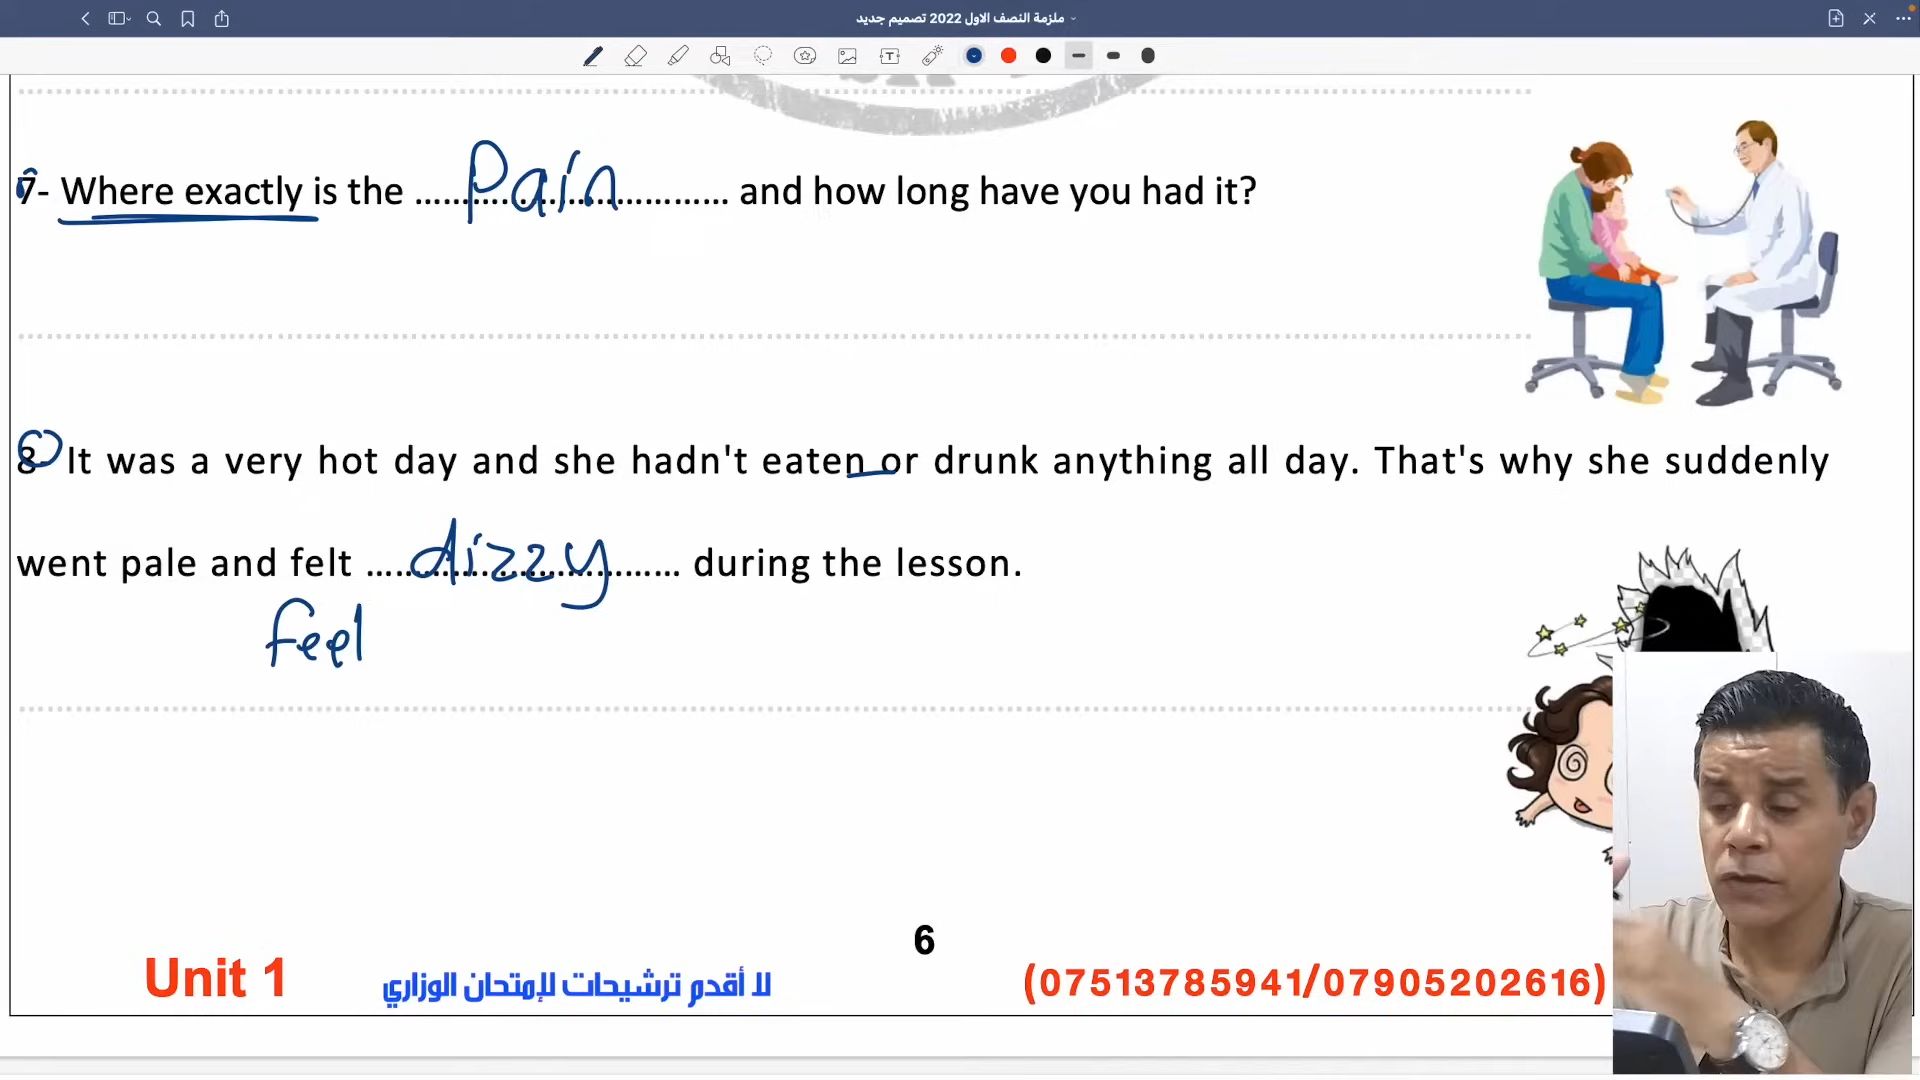 ملزمة النصف الاول 2022 تصميم جديد
7- Where exactly is the ..... Pain ..... and how long have you had it?
8- It was a very hot day and she hadn't eaten or drunk anything all day. That's why she suddenly
went pale and felt ..... dizzy ..... during the lesson.
feel
6
Unit 1 لا أقدم ترشيحات للإمتحان الوزاري (07513785941/07905202616)